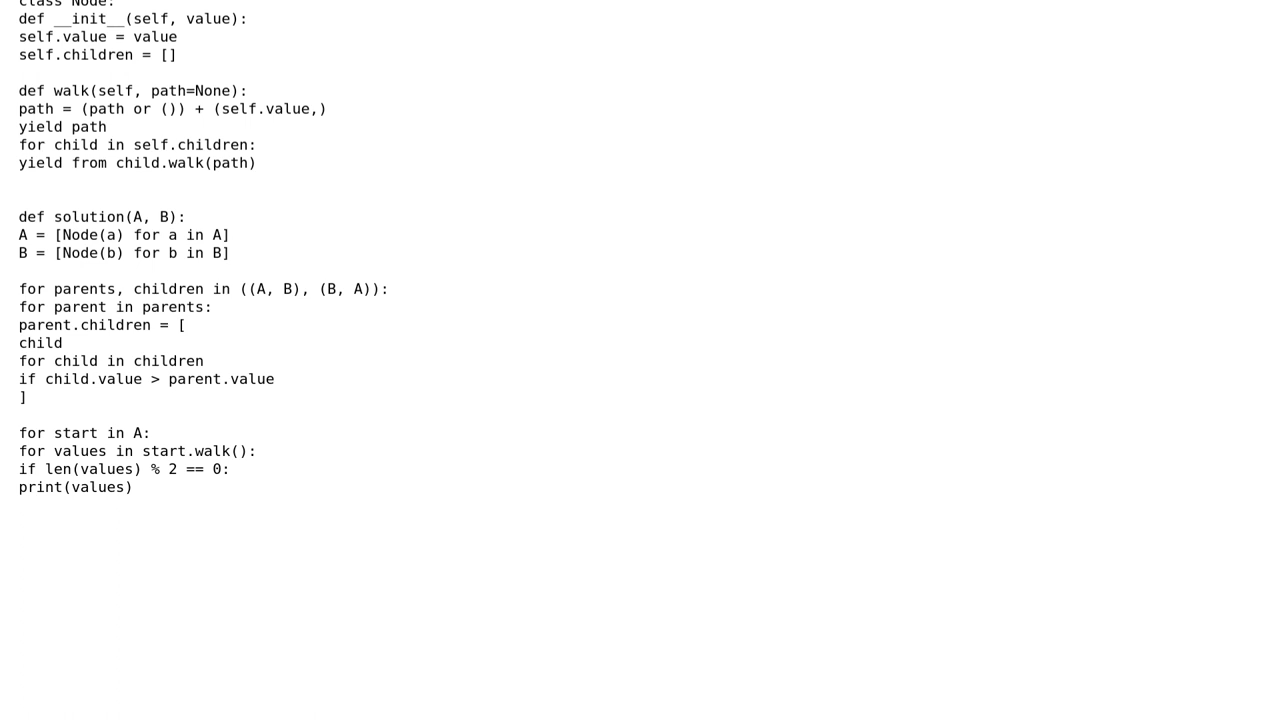 class Node:
def __init__(self, value):
self.value = value
self.children = []

def walk(self, path=None):
path = (path or ()) + (self.value,)
yield path
for child in self.children:
yield from child.walk(path)

def solution(A, B):
A = [Node(a) for a in A]
B = [Node(b) for b in B]

for parents, children in ((A, B), (B, A)):
for parent in parents:
parent.children = [
child
for child in children
if child.value > parent.value
]

for start in A:
for values in start.walk():
if len(values) % 2 == 0:
print(values)